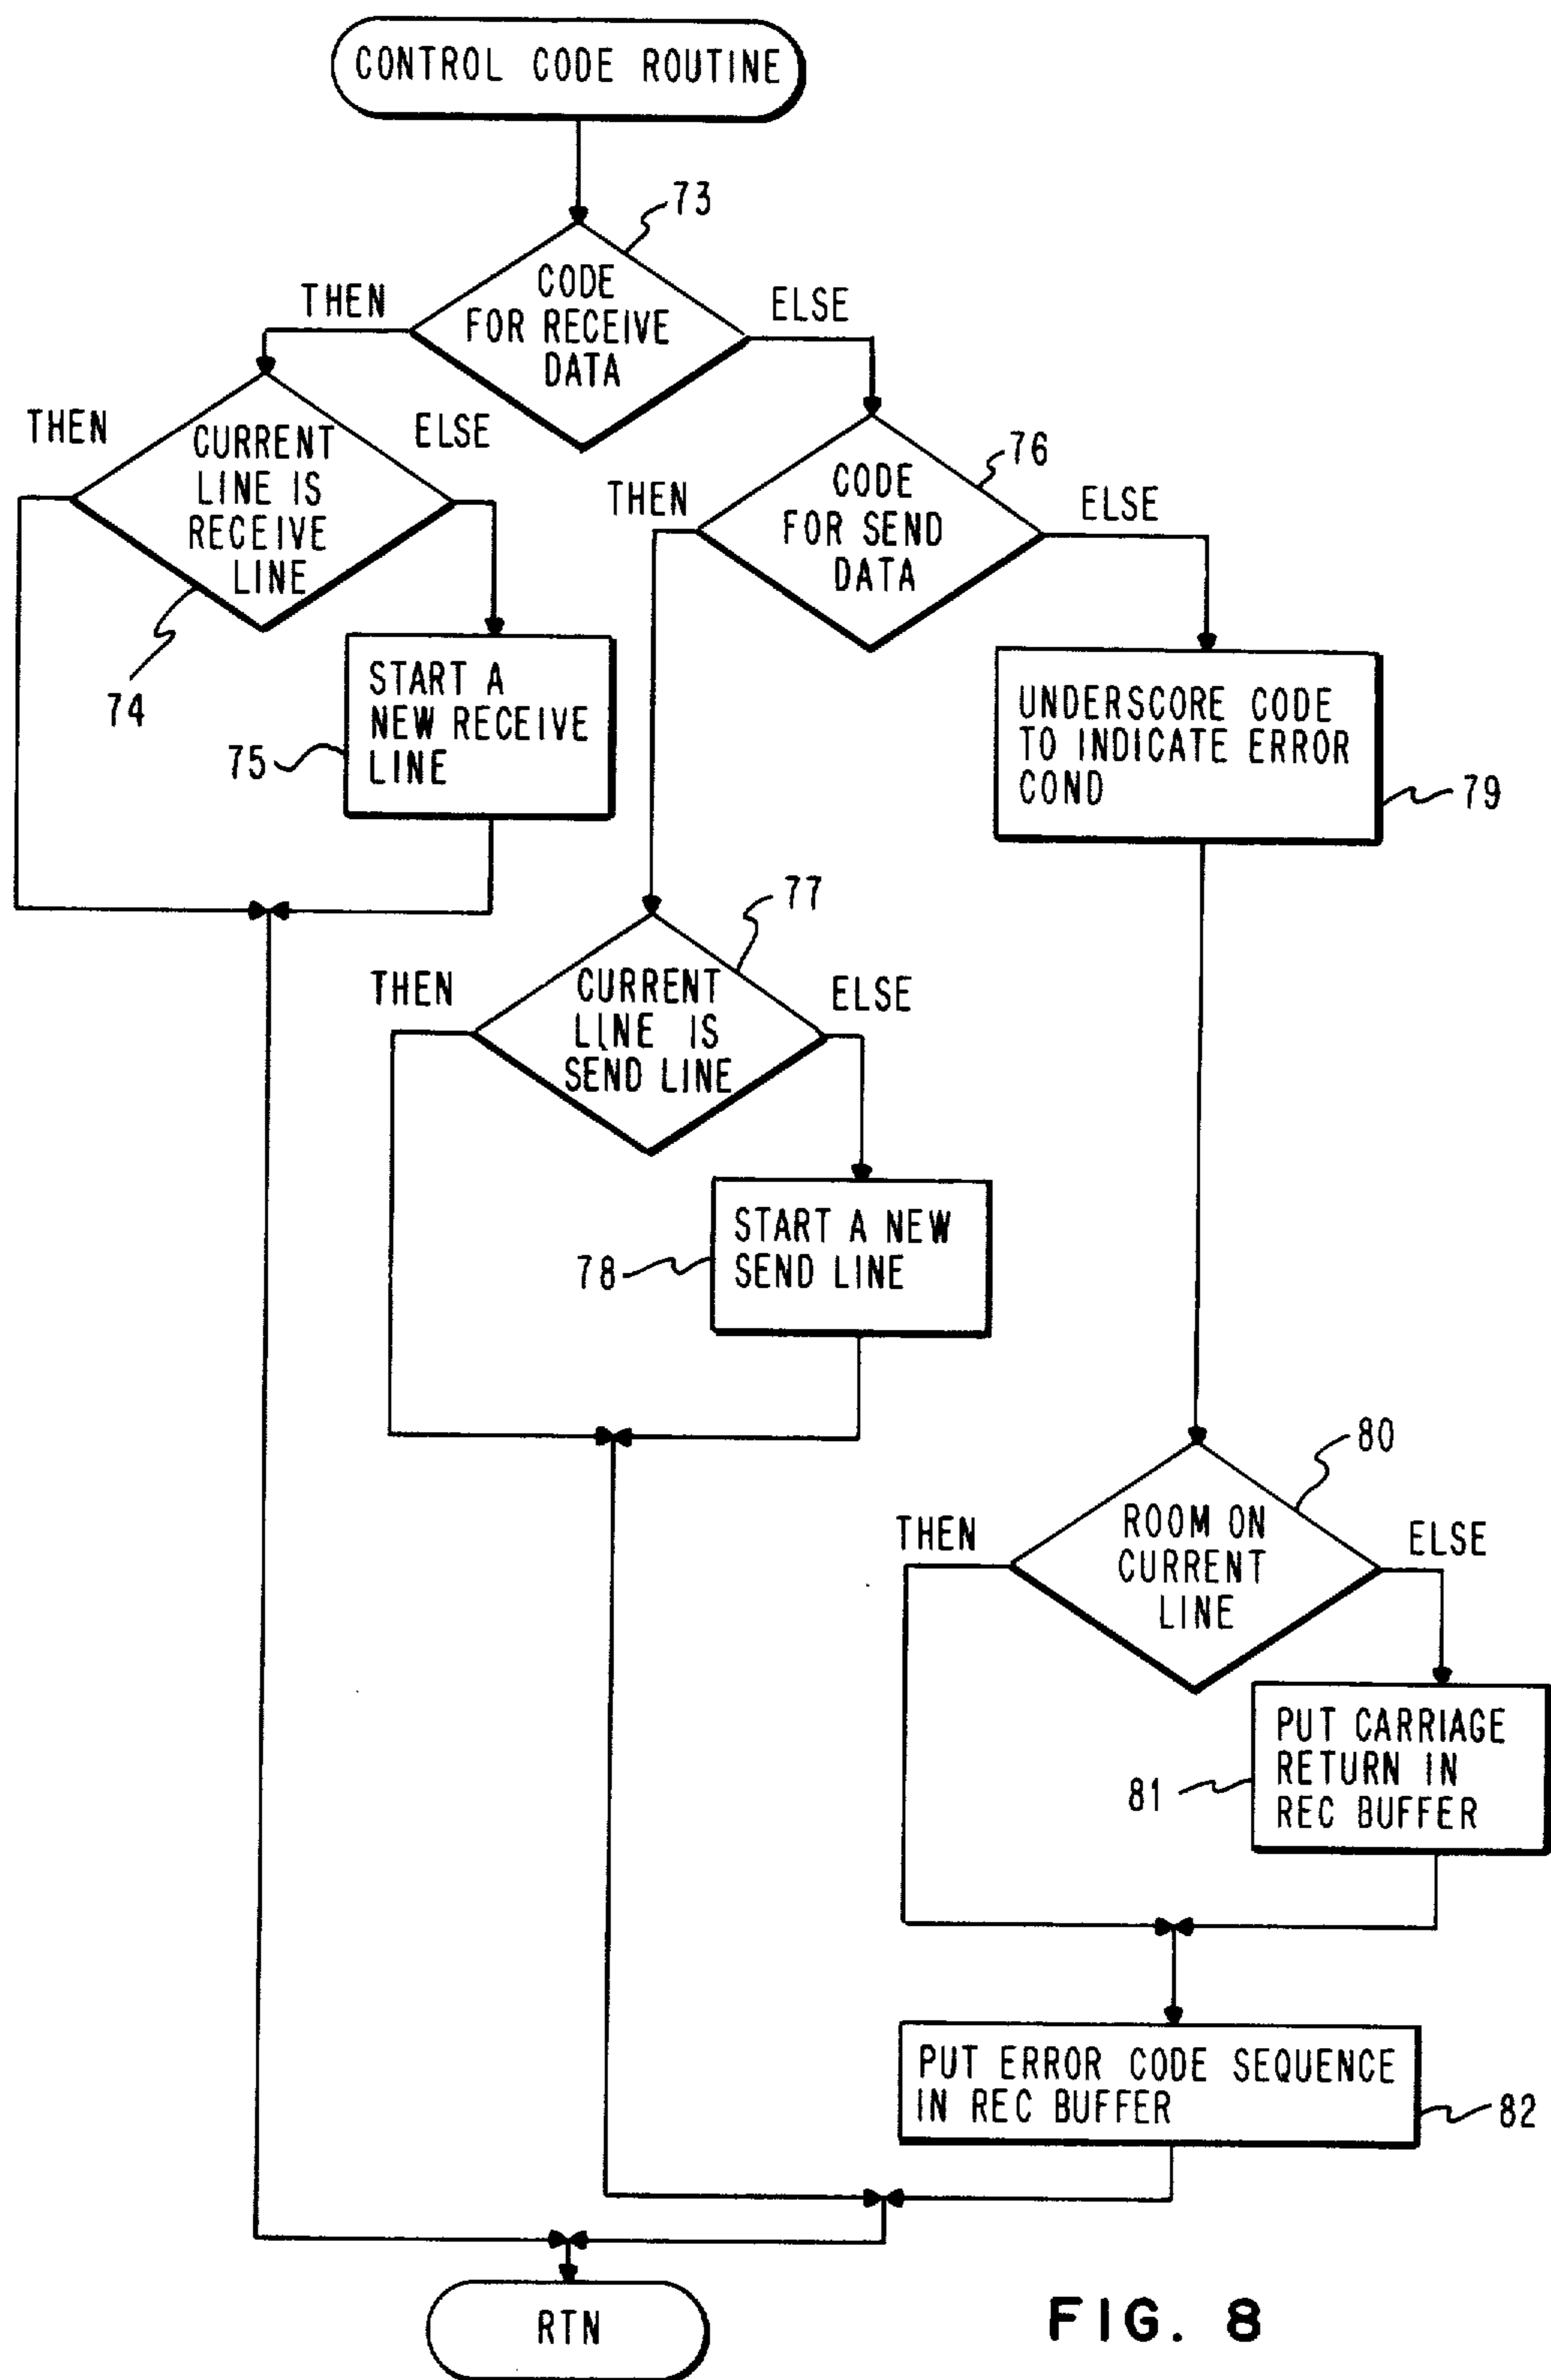 CONTROL CODE ROUTINE
73
CODE
FOR RECEIVE
DATA
THEN
ELSE
THEN
CURRENT
LINE IS
RECEIVE
LINE
ELSE
74
START A
NEW RECEIVE
LINE
75
76
THEN
CODE
FOR SEND
DATA
ELSE
UNDERSCORE CODE
TO INDICATE ERROR
COND
79
77
THEN
CURRENT
LINE IS
SEND LINE
ELSE
START A NEW
SEND LINE
78
80
THEN
ROOM ON
CURRENT
LINE
ELSE
PUT CARRIAGE
RETURN IN
REC BUFFER
81
PUT ERROR CODE SEQUENCE
IN REC BUFFER
82
RTN
FIG. 8